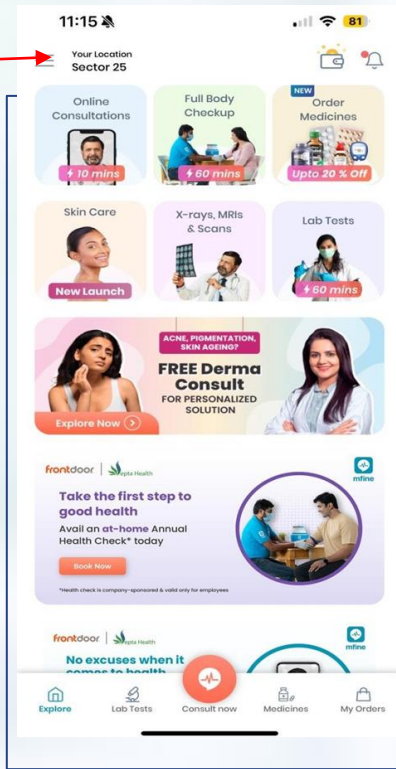 11:15
81
Your Location
Sector 25
Online
Consultations
10 mins
Full Body
Checkup
60 mins
NEW
Order
Medicines
Upto 20 % Off
Skin Care
New Launch
X-rays, MRIs
& Scans
Lab Tests
60 mins
ACNE, PIGMENTATION,
SKIN AGEING?
FREE Derma
Consult
FOR PERSONALIZED
SOLUTION
Explore Now
frontdoor | Vepta Health
mfine
Take the first step to
good health
Avail an at-home Annual
Health Check* today
Book Now
*Health check is company-sponsored & valid only for employees
frontdoor | Vepta Health
mfine
No excuses when it
comes to health
Explore
Lab Tests
Consult now
Medicines
My Orders